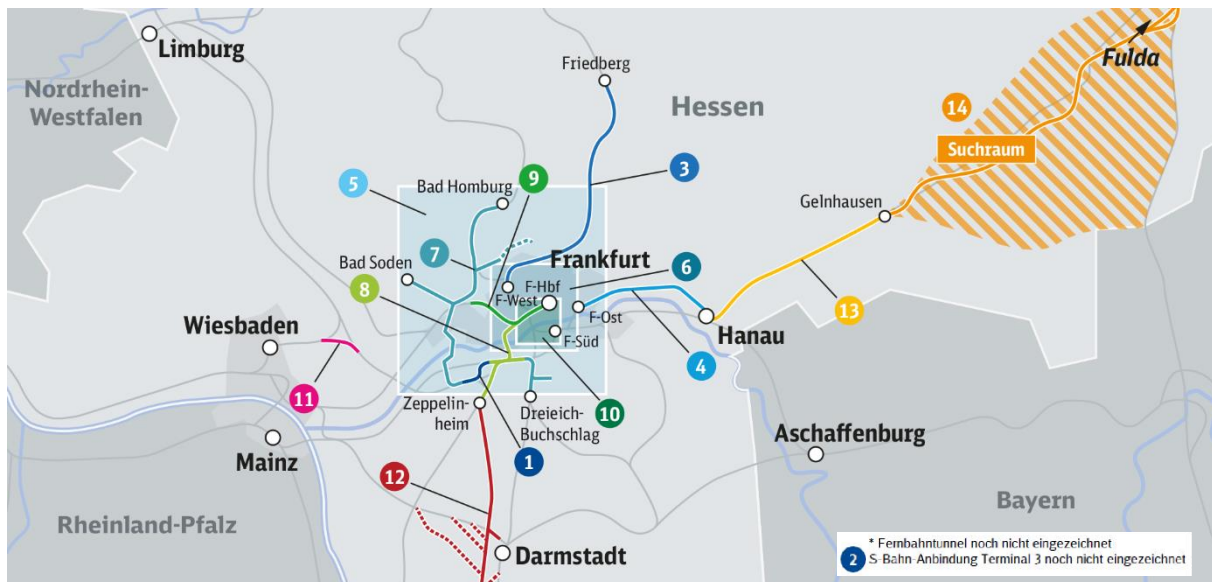 Limburg
Nordrhein-
Westfalen
Friedberg
Hessen
Fulda
14
Suchraum
5
Bad Homburg
9
3
Gelnhausen
7
Bad Soden
Frankfurt
6
8
F-West
F-Hbf
F-Ost
F-Süd
13
Wiesbaden
Hanau
4
11
Zeppelin-
heim
Dreieich-
Buchschlag
10
Mainz
1
Aschaffenburg
12
Rheinland-Pfalz
Bayern
Darmstadt
* Fernbahntunnel noch nicht eingezeichnet
2 S-Bahn-Anbindung Terminal 3 noch nicht eingezeichnet